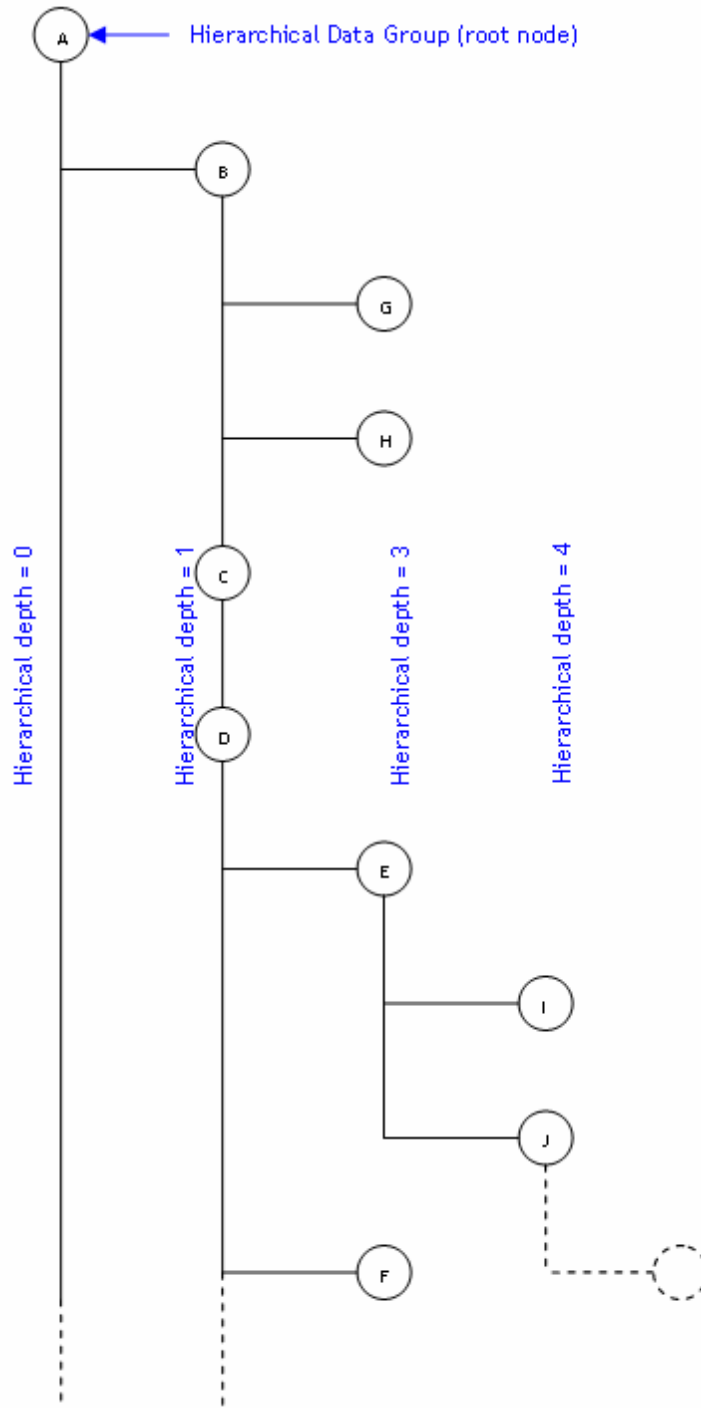 A
Hierarchical Data Group (root node)
B
G
H
Hierarchical depth = 0
Hierarchical depth = 1
Hierarchical depth = 3
Hierarchical depth = 4
C
D
E
I
J
F